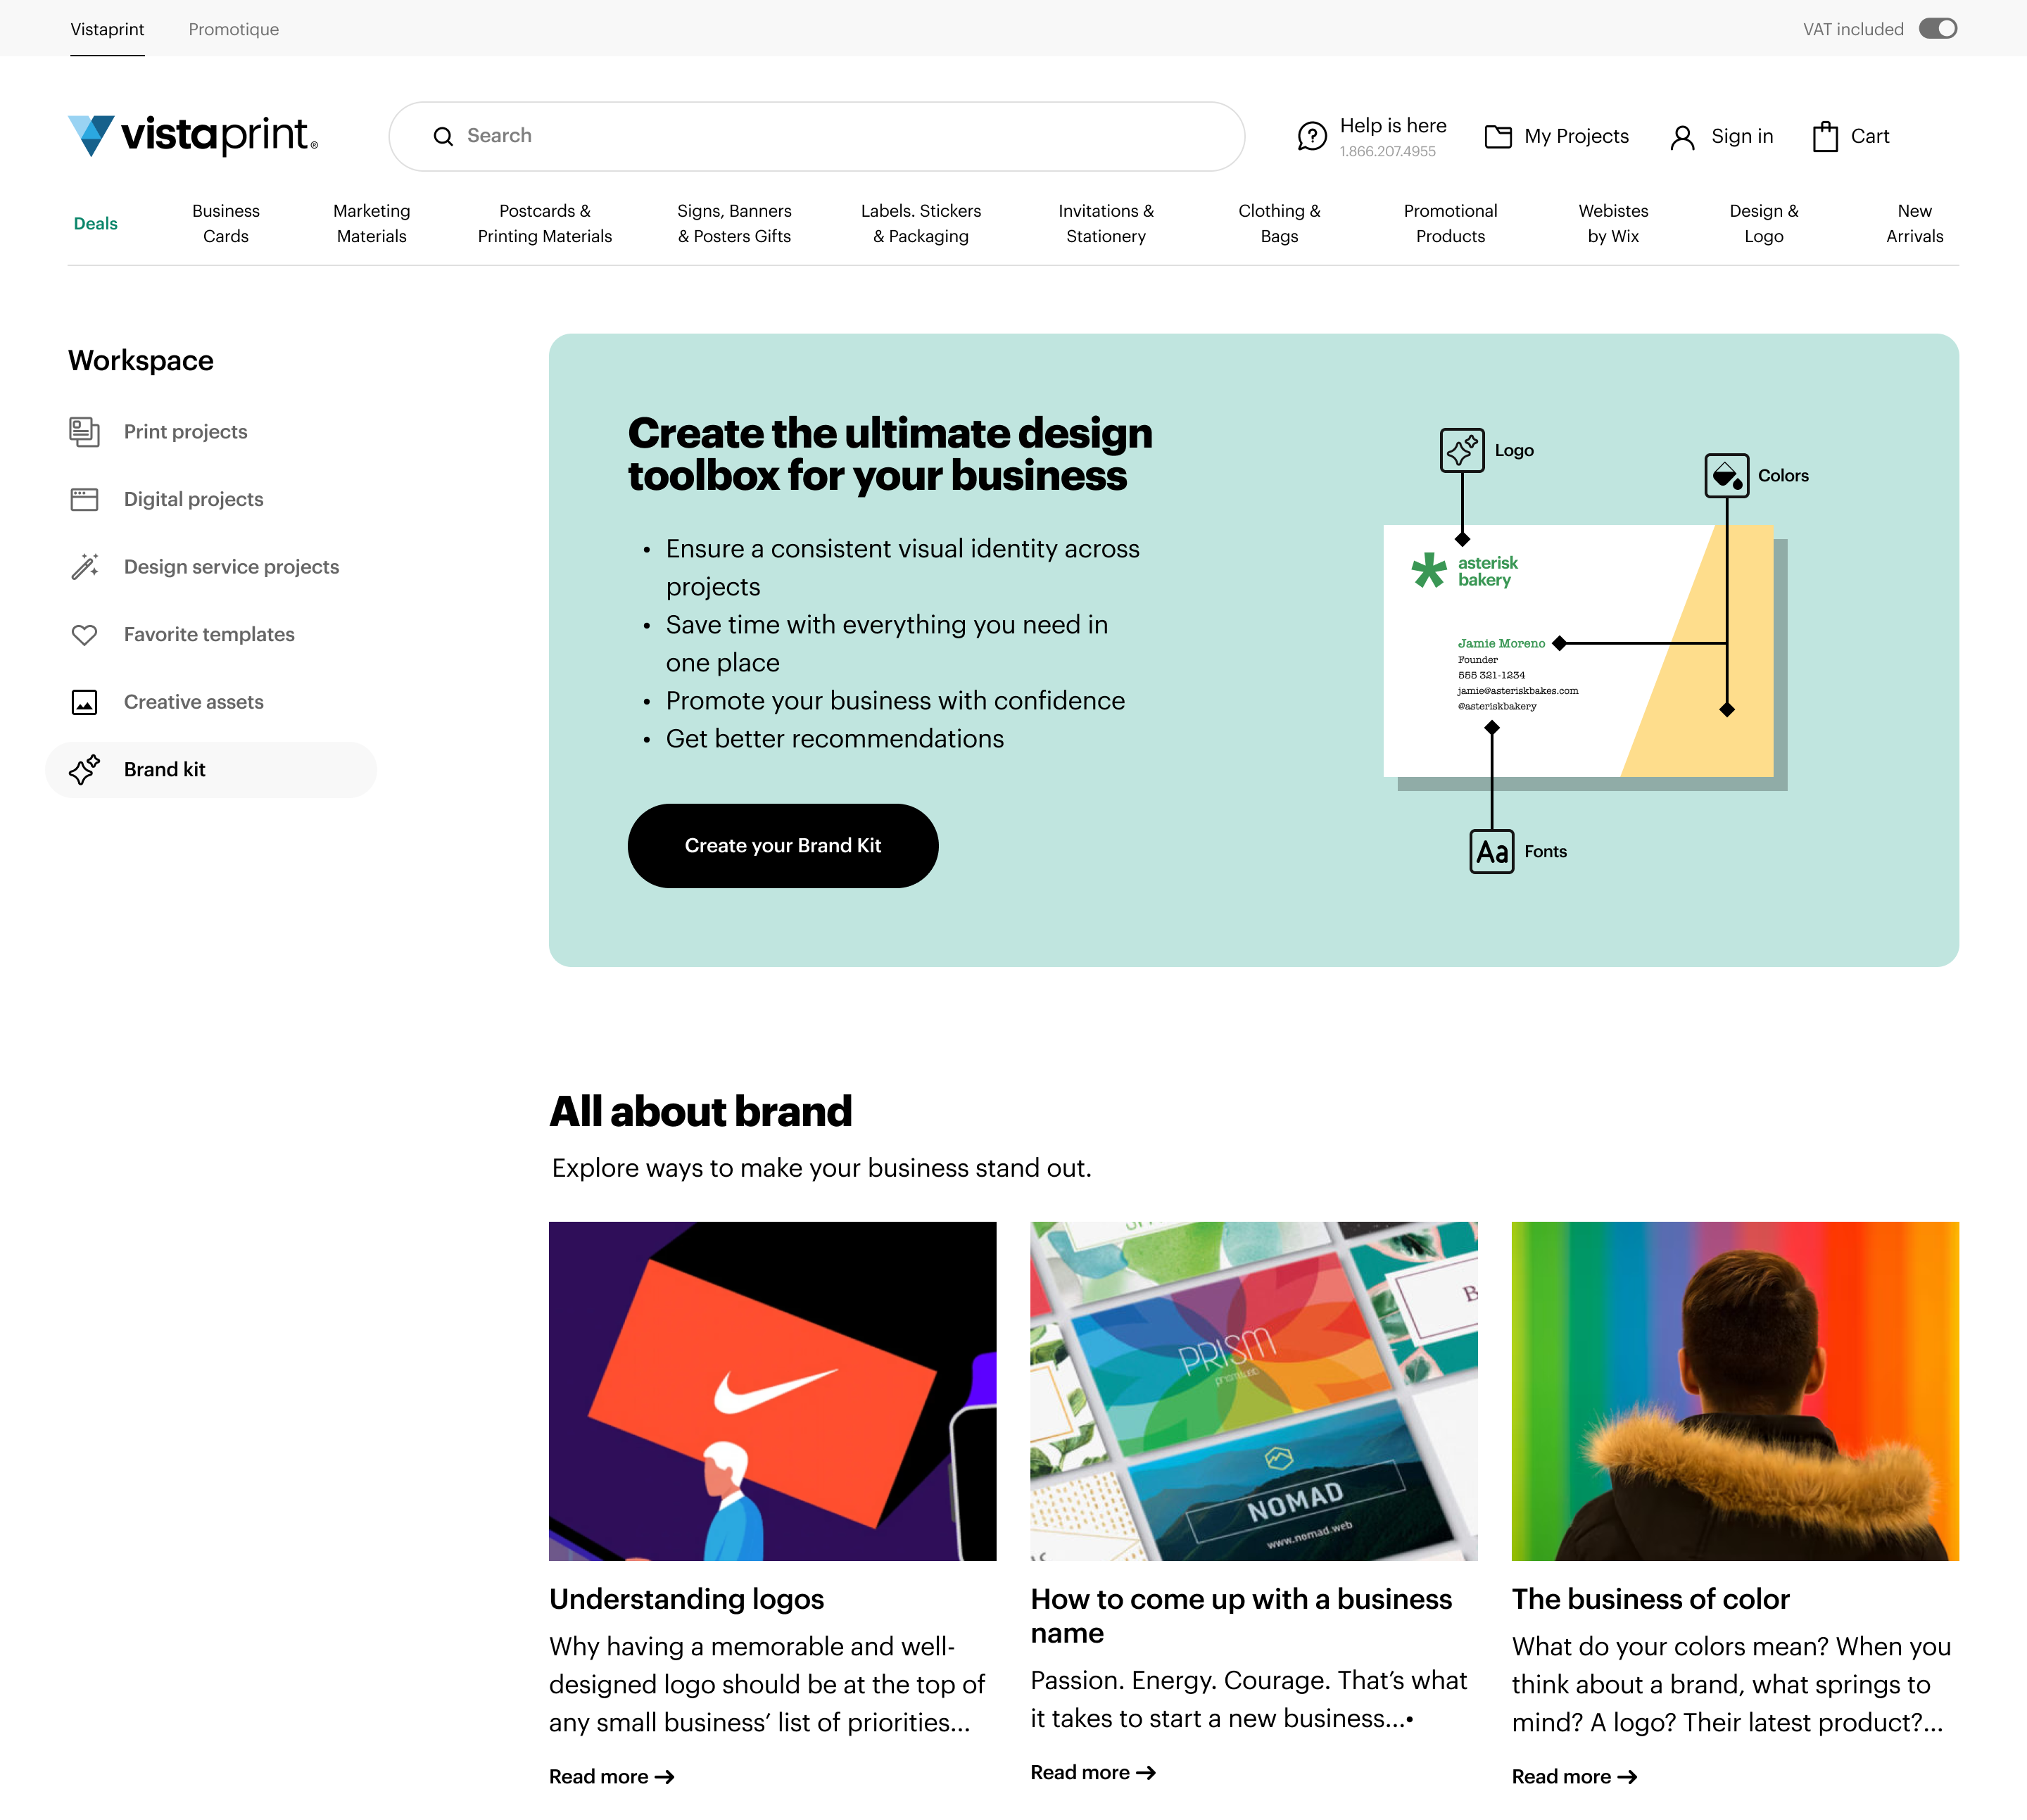 Vistaprint
Promotique
VAT included
vistaprint.®
Search
Help is here
1.866.207.4955
My Projects
Sign in
Cart
Deals
Business
Cards
Marketing
Materials
Postcards &
Printing Materials
Signs, Banners
& Posters Gifts
Labels. Stickers
& Packaging
Invitations &
Stationery
Clothing &
Bags
Promotional
Products
Webistes
by Wix
Design &
Logo
New
Arrivals
Workspace
Print projects
Digital projects
Design service projects
Favorite templates
Creative assets
Brand kit
Create the ultimate design
toolbox for your business
• Ensure a consistent visual identity across
projects
• Save time with everything you need in
one place
• Promote your business with confidence
• Get better recommendations
Create your Brand Kit
Logo
Colors
asterisk
bakery
Jamie Moreno
Founder
555 321-1234
jamie@asteriskbakes.com
@asteriskbakery
Aa
Fonts
All about brand
Explore ways to make your business stand out.
PRISM
NOMAD
www.nomad.web
Understanding logos
Why having a memorable and well-
designed logo should be at the top of
any small business’ list of priorities...
Read more →
How to come up with a business
name
Passion. Energy. Courage. That’s what
it takes to start a new business...•
Read more →
The business of color
What do your colors mean? When you
think about a brand, what springs to
mind? A logo? Their latest product?...
Read more →